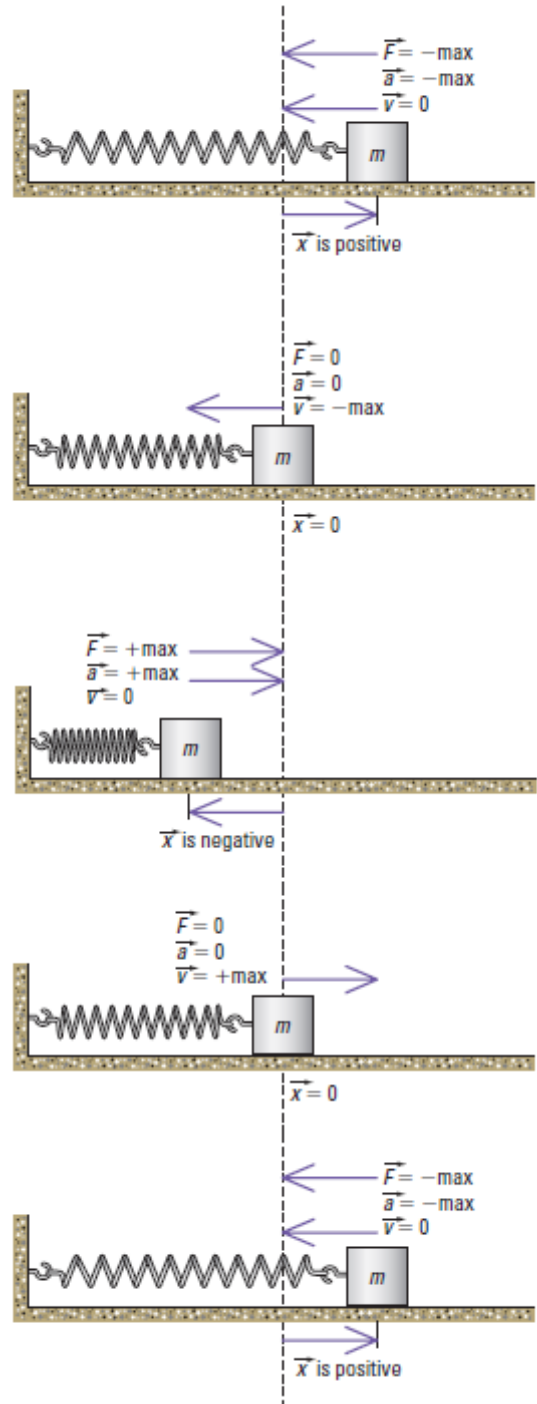 F⃗ = −max
a⃗ = −max
v⃗ = 0
m
x⃗ is positive
F⃗ = 0
a⃗ = 0
v⃗ = −max
m
x⃗ = 0
F⃗ = +max
a⃗ = +max
v⃗ = 0
m
x⃗ is negative
F⃗ = 0
a⃗ = 0
v⃗ = +max
m
x⃗ = 0
F⃗ = −max
a⃗ = −max
v⃗ = 0
m
x⃗ is positive